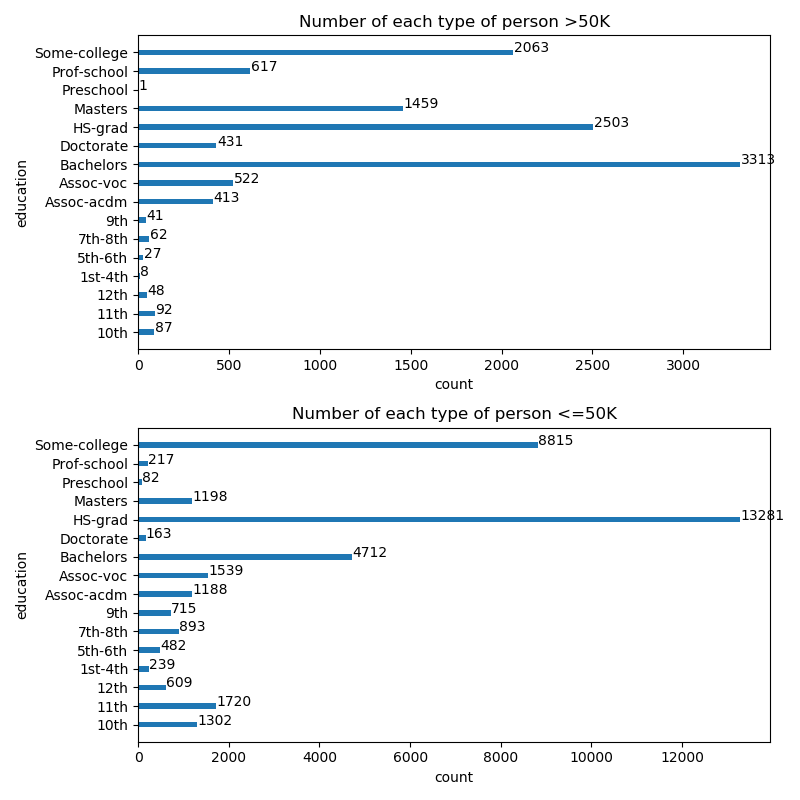 Number of each type of person >50K
Some-college 2063
Prof-school 617
Preschool 1
Masters 1459
HS-grad 2503
Doctorate 431
Bachelors 3313
Assoc-voc 522
Assoc-acdm 413
9th 41
7th-8th 62
5th-6th 27
1st-4th 8
12th 48
11th 92
10th 87
education
0 500 1000 1500 2000 2500 3000
count
Number of each type of person <=50K
Some-college 8815
Prof-school 217
Preschool 82
Masters 1198
HS-grad 13281
Doctorate 163
Bachelors 4712
Assoc-voc 1539
Assoc-acdm 1188
9th 715
7th-8th 893
5th-6th 482
1st-4th 239
12th 609
11th 1720
10th 1302
education
0 2000 4000 6000 8000 10000 12000
count